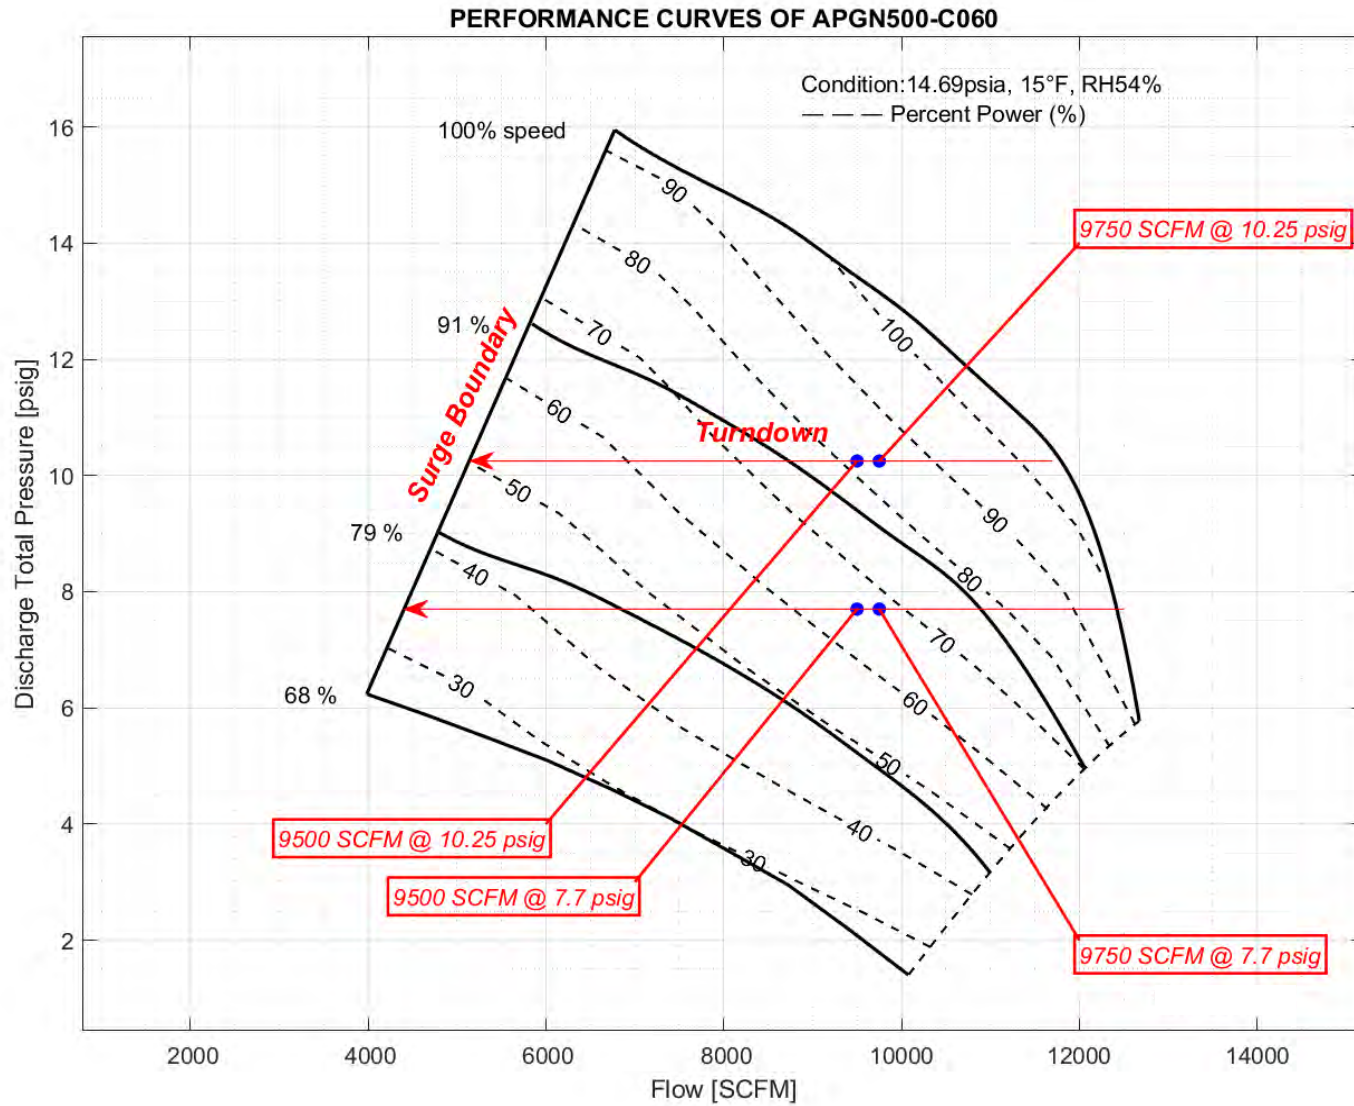 PERFORMANCE CURVES OF APGN500-C060
Condition:14.69psia, 15°F, RH54%
— — — Percent Power (%)
100% speed
91 %
79 %
68 %
Surge Boundary
Turndown
9750 SCFM @ 10.25 psig
9500 SCFM @ 10.25 psig
9500 SCFM @ 7.7 psig
9750 SCFM @ 7.7 psig
90
80
70
60
50
40
30
100
90
80
70
60
50
40
30
Discharge Total Pressure [psig]
16
14
12
10
8
6
4
2
2000 4000 6000 8000 10000 12000 14000
Flow [SCFM]